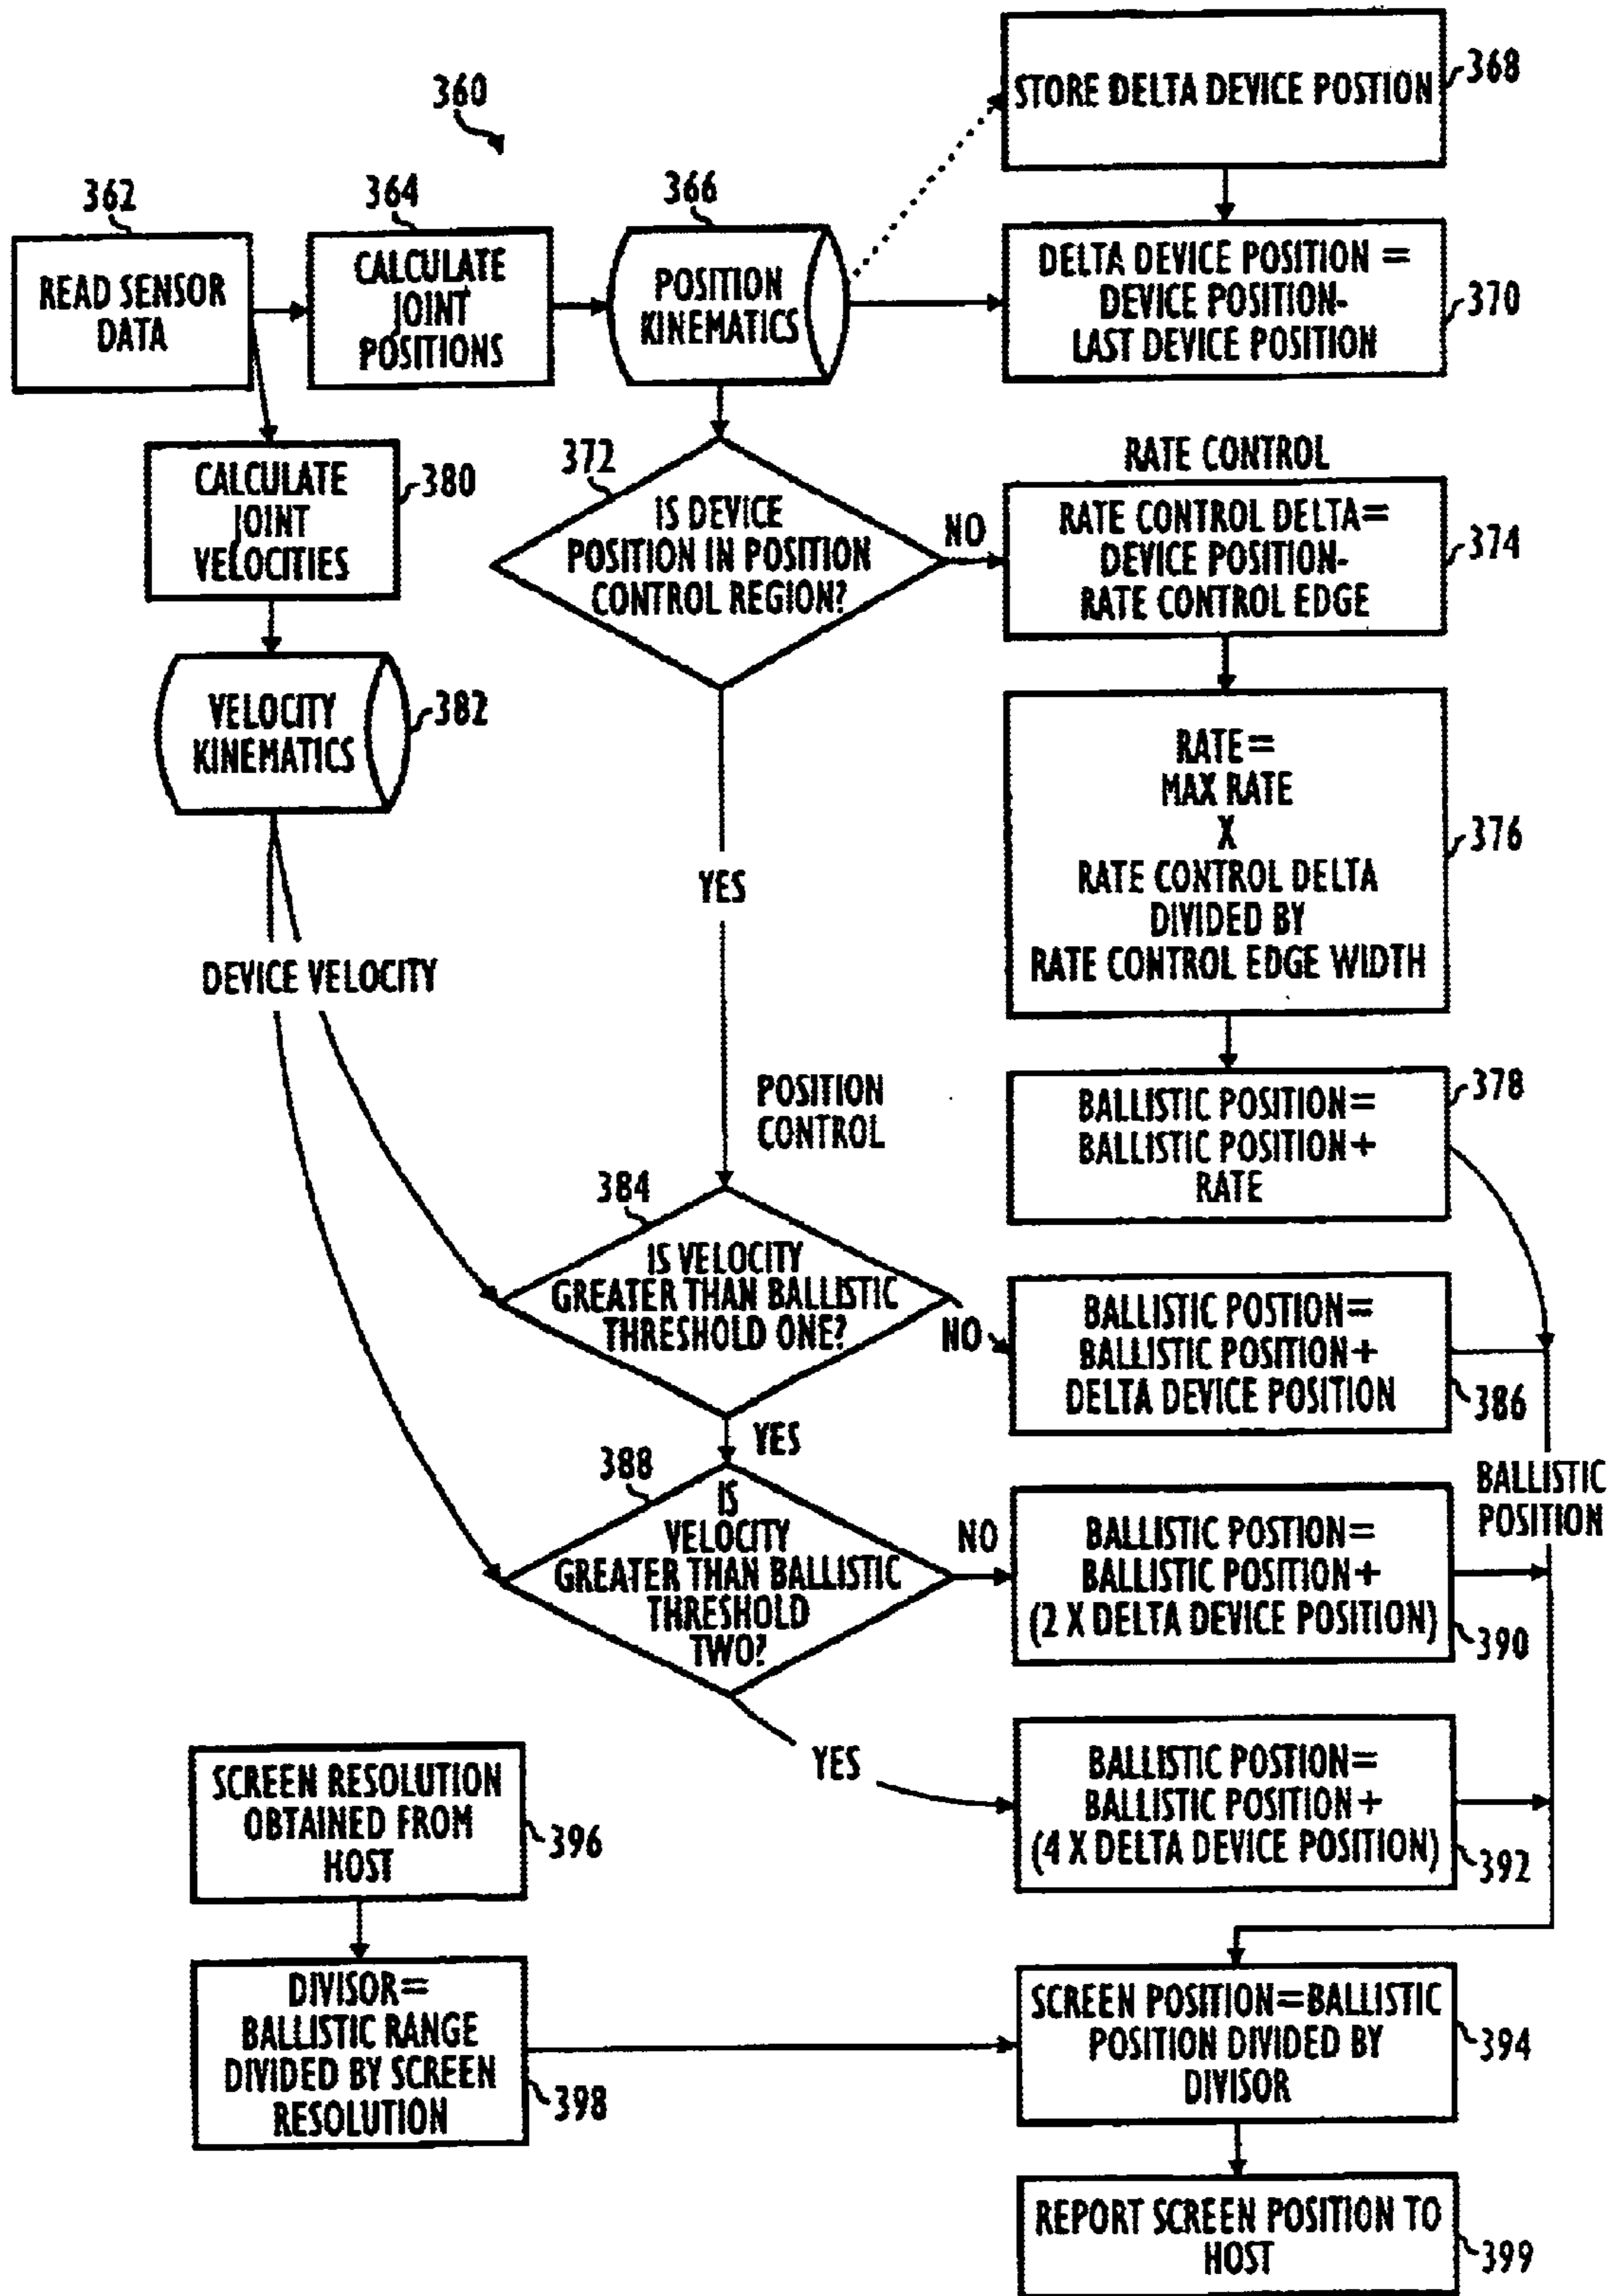 360
STORE DELTA DEVICE POSTION
368
362
READ SENSOR
DATA
364
CALCULATE
JOINT
POSITIONS
366
POSITION
KINEMATICS
DELTA DEVICE POSITION =
DEVICE POSITION-
LAST DEVICE POSITION
370
CALCULATE
JOINT
VELOCITIES
380
372
IS DEVICE
POSITION IN POSITION
CONTROL REGION?
NO
RATE CONTROL
RATE CONTROL DELTA=
DEVICE POSITION-
RATE CONTROL EDGE
374
VELOCITY
KINEMATICS
382
RATE=
MAX RATE
X
RATE CONTROL DELTA
DIVIDED BY
RATE CONTROL EDGE WIDTH
376
YES
DEVICE VELOCITY
POSITION
CONTROL
BALLISTIC POSITION=
BALLISTIC POSITION+
RATE
378
384
IS VELOCITY
GREATER THAN BALLISTIC
THRESHOLD ONE?
NO
BALLISTIC POSTION=
BALLISTIC POSITION+
DELTA DEVICE POSITION
386
YES
388
IS
VELOCITY
GREATER THAN BALLISTIC
THRESHOLD
TWO?
NO
BALLISTIC POSTION=
BALLISTIC POSITION+
(2 X DELTA DEVICE POSITION)
390
BALLISTIC
POSITION
YES
BALLISTIC POSTION=
BALLISTIC POSITION+
(4 X DELTA DEVICE POSITION)
392
SCREEN RESOLUTION
OBTAINED FROM
HOST
396
DIVISOR=
BALLISTIC RANGE
DIVIDED BY SCREEN
RESOLUTION
398
SCREEN POSITION=BALLISTIC
POSITION DIVIDED BY
DIVISOR
394
REPORT SCREEN POSITION TO
HOST
399